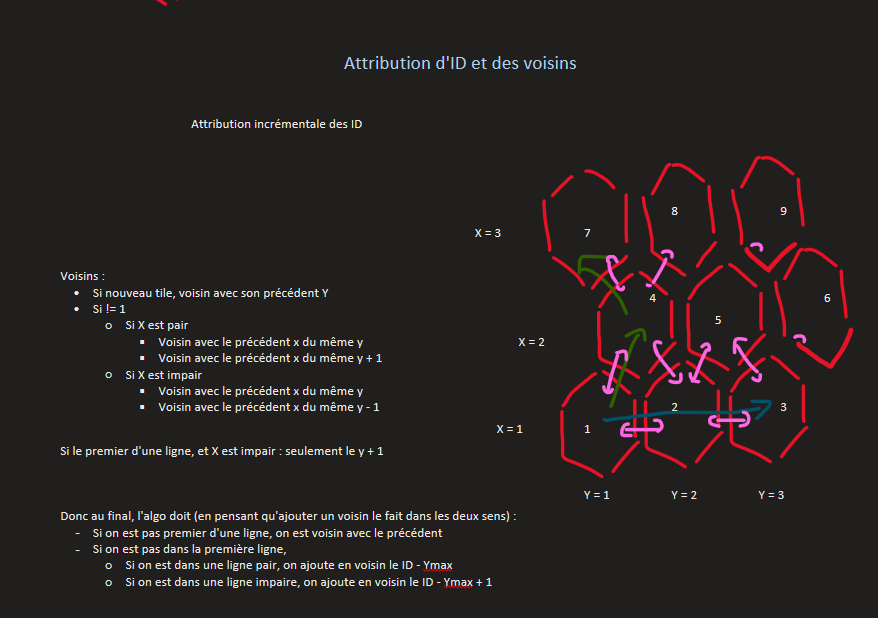 Attribution d'ID et des voisins
Attribution incrémentale des ID
Voisins :
• Si nouveau tile, voisin avec son précédent Y
• Si != 1
o Si X est pair
▪ Voisin avec le précédent x du même y
▪ Voisin avec le précédent x du même y + 1
o Si X est impair
▪ Voisin avec le précédent x du même y
▪ Voisin avec le précédent x du même y - 1
Si le premier d'une ligne, et X est impair : seulement le y + 1
Donc au final, l'algo doit (en pensant qu'ajouter un voisin le fait dans les deux sens) :
- Si on est pas premier d'une ligne, on est voisin avec le précédent
- Si on est pas dans la première ligne,
o Si on est dans une ligne pair, on ajoute en voisin le ID - Ymax
o Si on est dans une ligne impaire, on ajoute en voisin le ID - Ymax + 1
X = 3
7
8
9
X = 2
4
5
6
X = 1
1
2
3
Y = 1
Y = 2
Y = 3